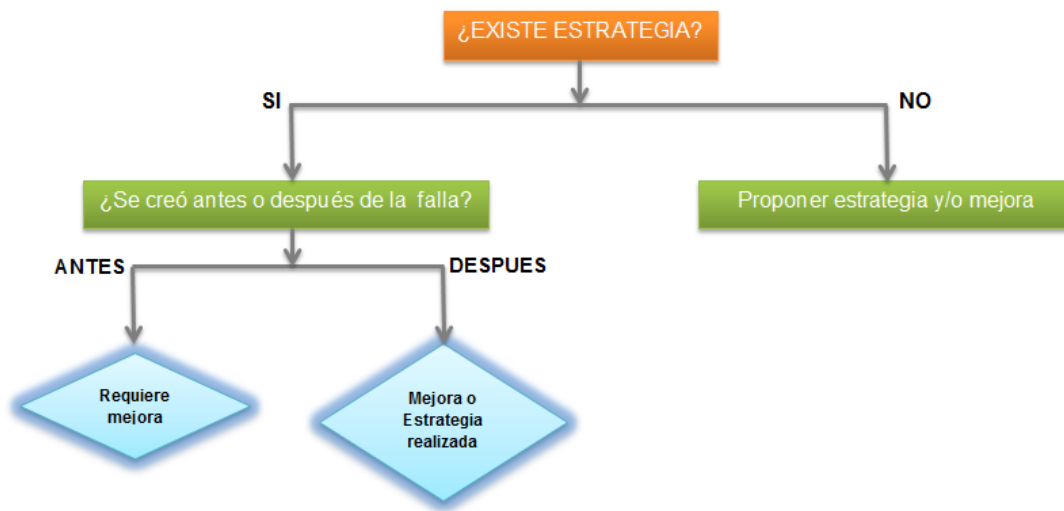 ¿EXISTE ESTRATEGIA?
SI
NO
¿Se creó antes o después de la falla?
Proponer estrategia y/o mejora
ANTES
DESPUES
Requiere
mejora
Mejora o
Estrategia
realizada